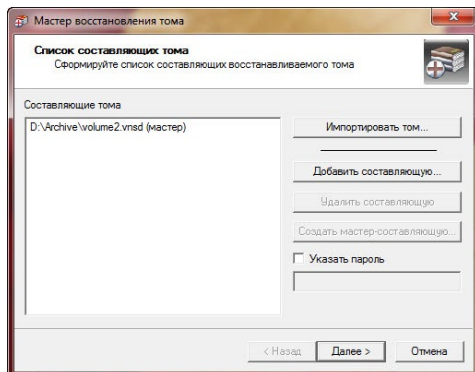 Мастер восстановления тома
Список составляющих тома
Сформируйте список составляющих восстанавливаемого тома
Составляющие тома
D:\Archive\volume2.vnsd (мастер)
Импортировать том...
Добавить составляющую...
Удалить составляющую
Создать мастер-составляющую...
Указать пароль
< Назад
Далее >
Отмена